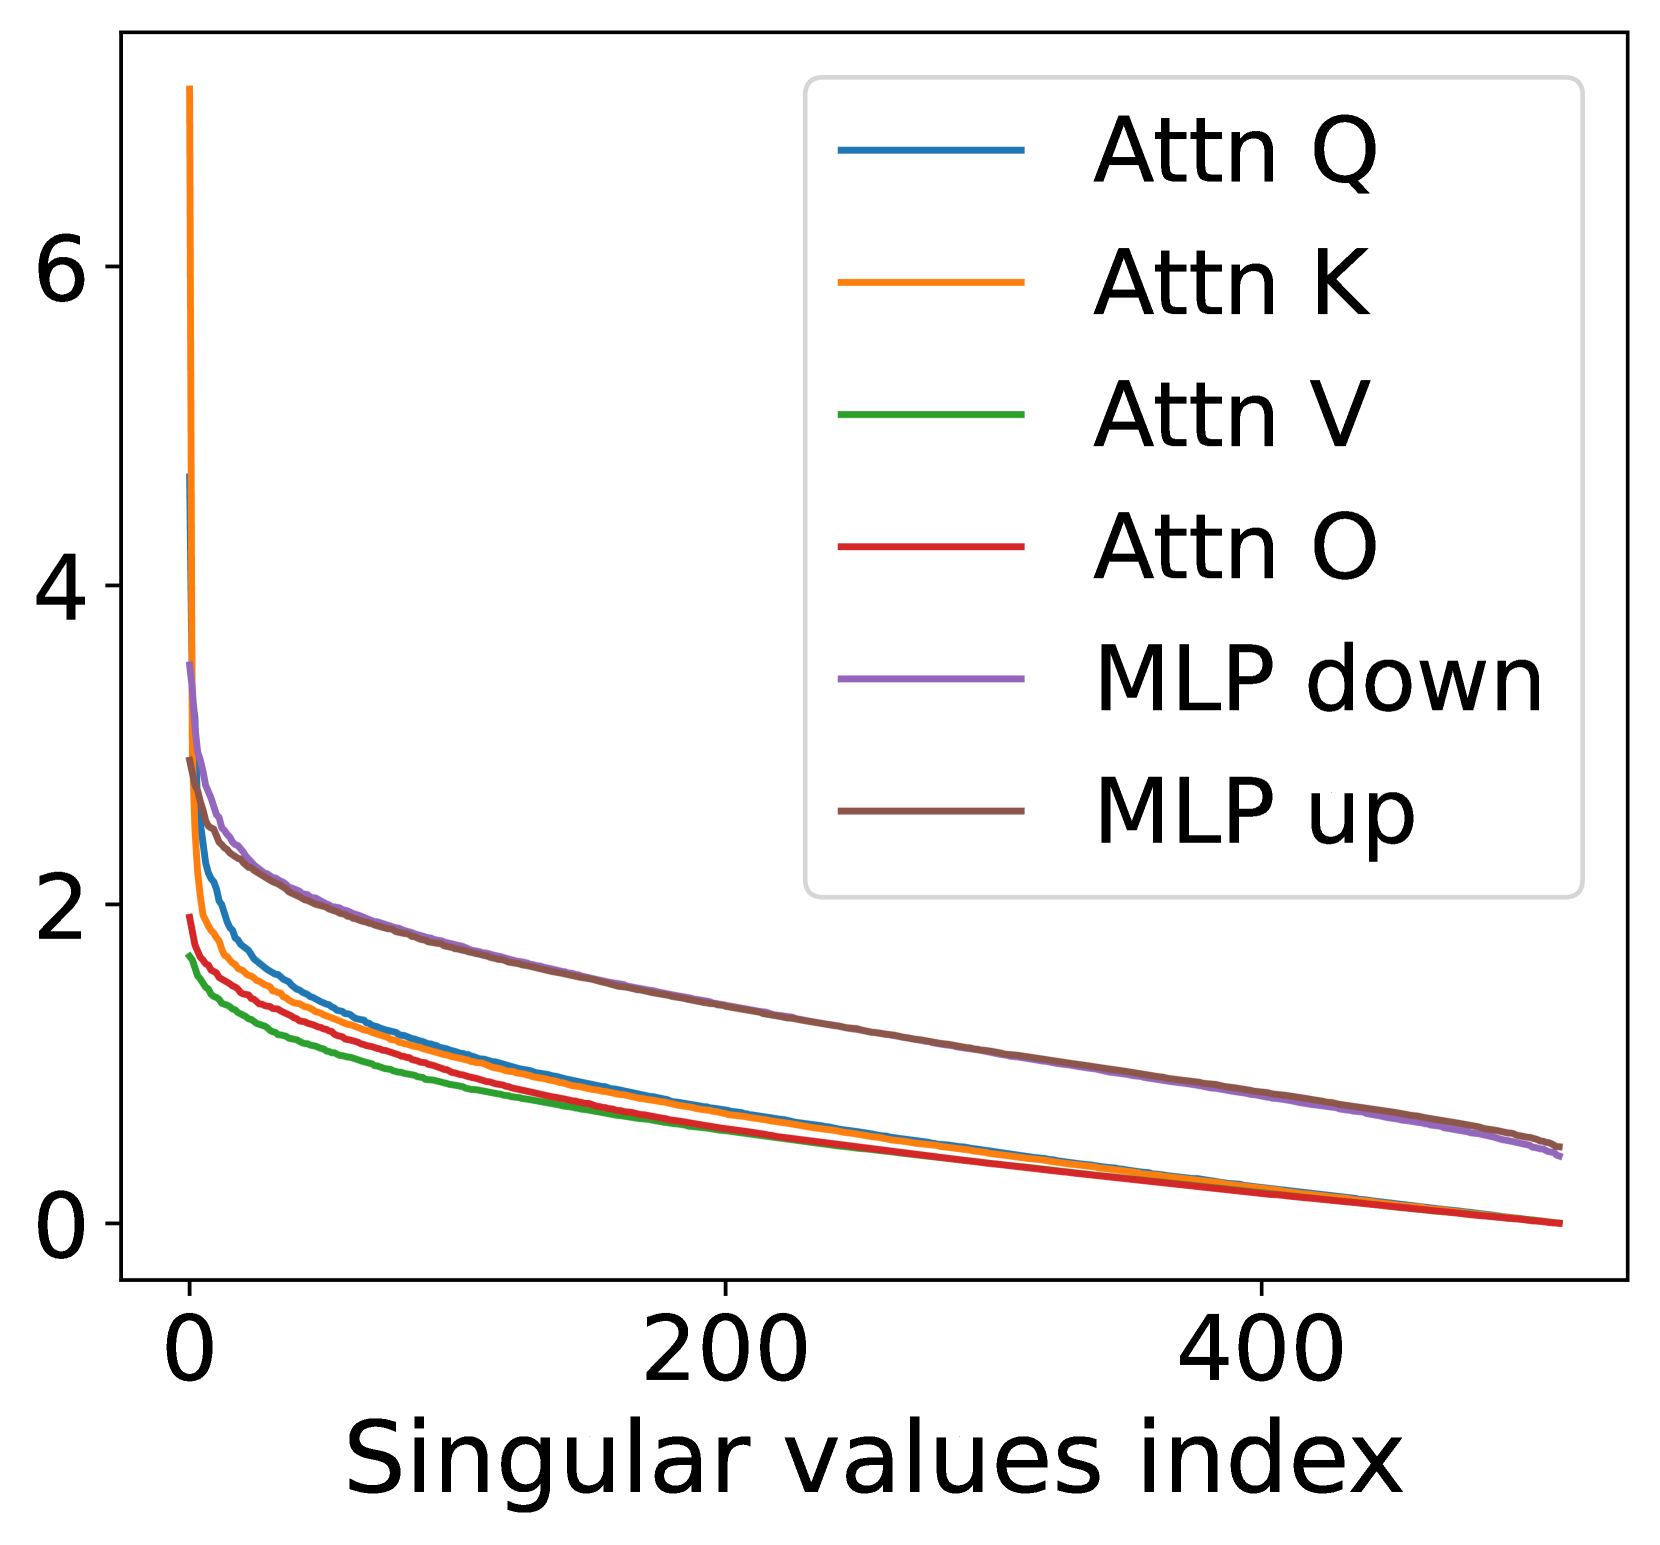 Attn Q
Attn K
Attn V
Attn O
MLP down
MLP up
6
4
2
0
0 200 400
Singular values index